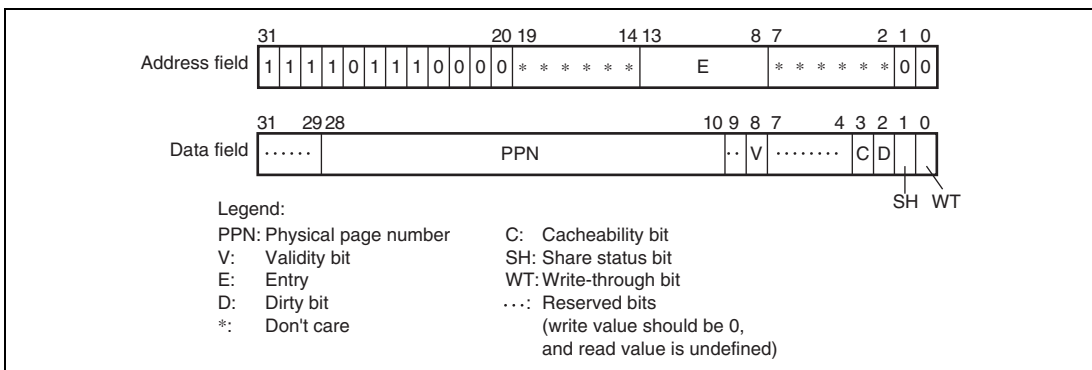 31 20 19 14 13 8 7 2 1 0
Address field 1 1 1 1 0 1 1 1 0 0 0 0 * * * * * * E * * * * * * 0 0
31 29 28 10 9 8 7 4 3 2 1 0
Data field ······ PPN ·· V ········ C D
SH WT
Legend:
PPN: Physical page number C: Cacheability bit
V: Validity bit SH: Share status bit
E: Entry WT: Write-through bit
D: Dirty bit ···: Reserved bits
*: Don't care (write value should be 0,
and read value is undefined)